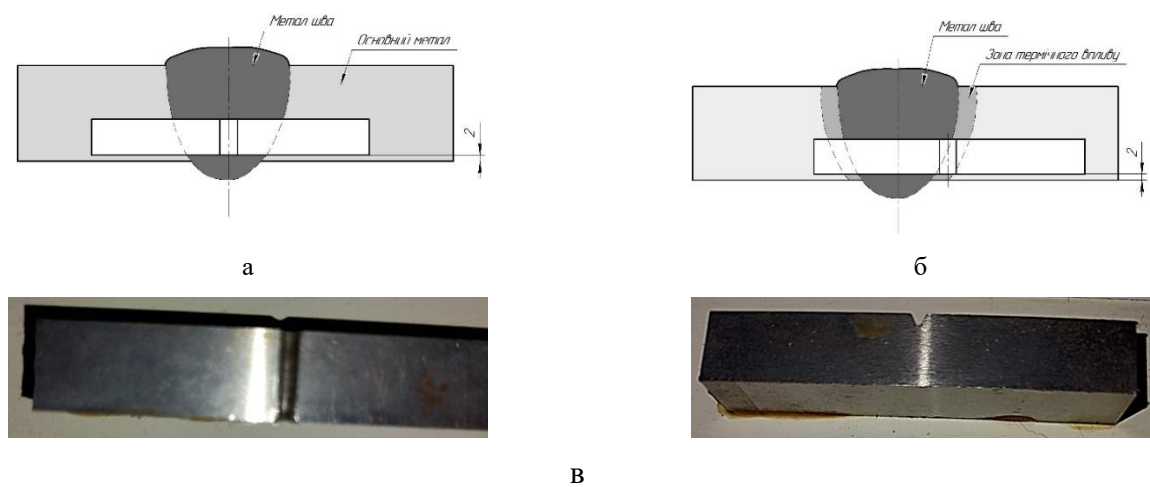 Метал шва
Основний метал
2
Метал шва
Зона термічного впливу
2
а
б
в